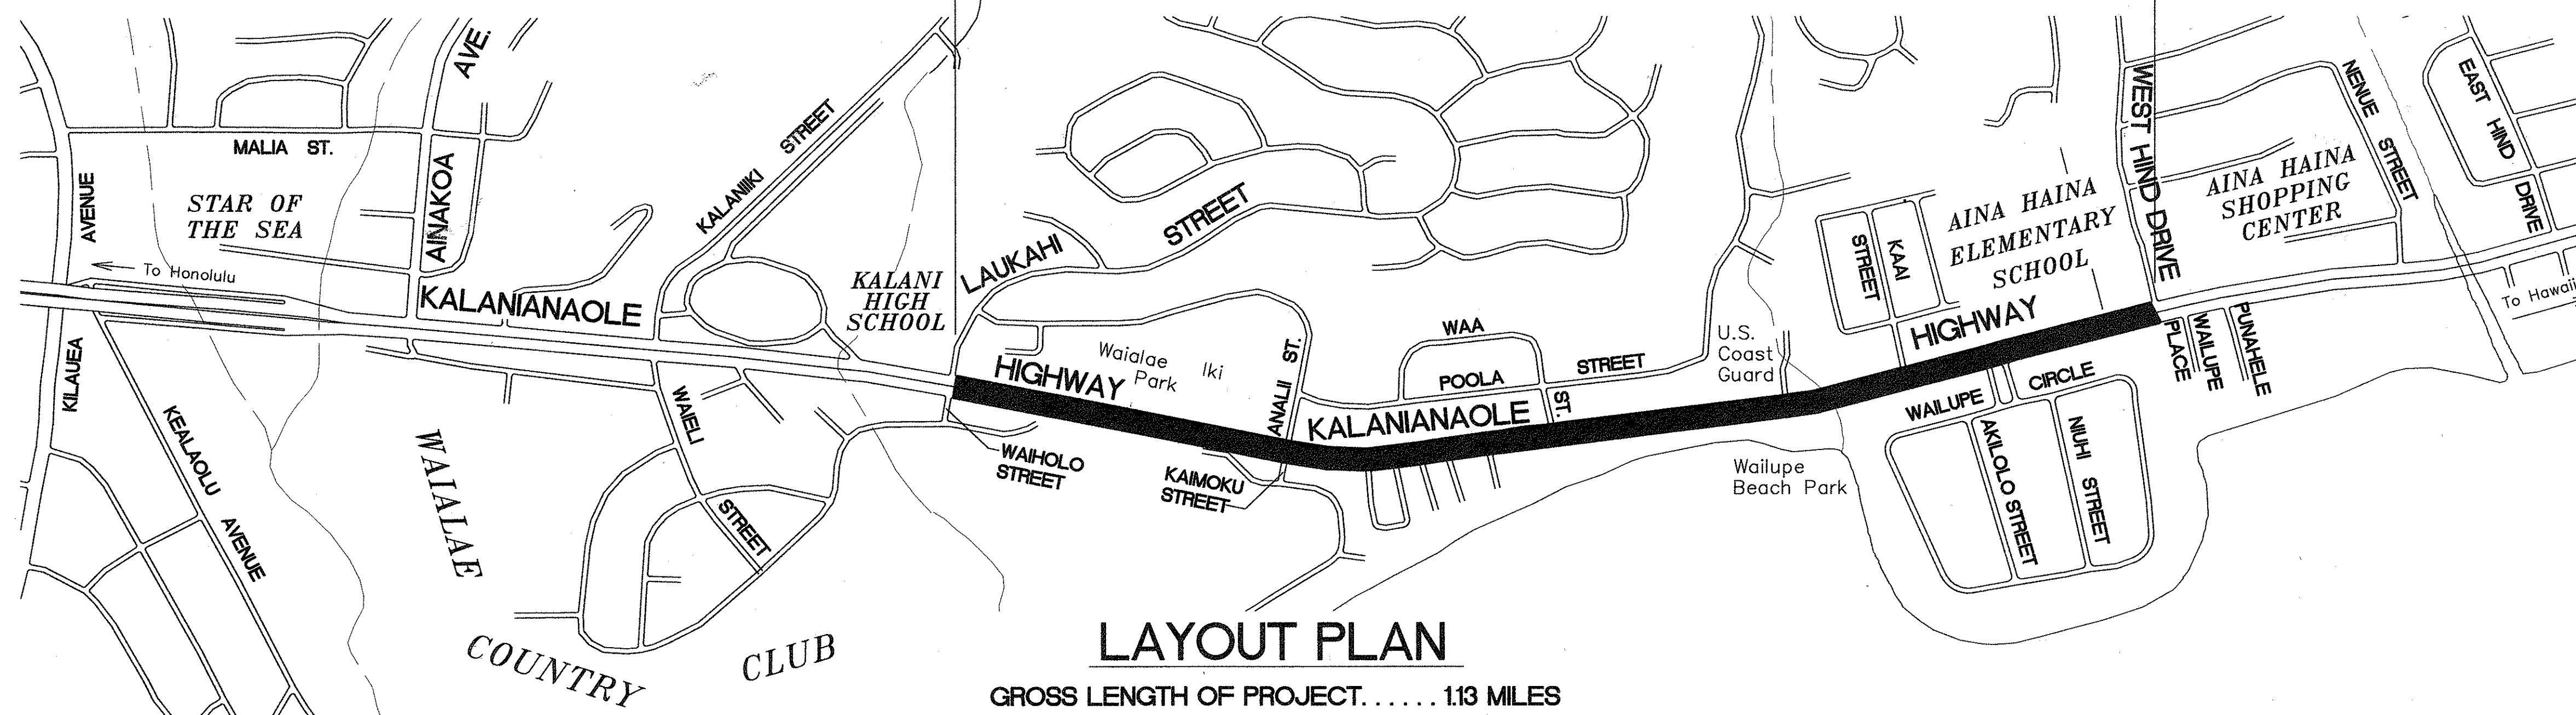 AVE.
MALIA ST.
AVENUE
STAR OF
THE SEA
AINAKOA
To Honolulu
KALANIANAOLE
KALANIIKI STREET
KALANI
HIGH
SCHOOL
LAUKAHI STREET
KILAUEA
KEALAOLU AVENUE
WAIALAE
COUNTRY CLUB
WAIELI
STREET
HIGHWAY
Waialae Iki
Park
WAIHOLO
STREET
KAIMOKU
STREET
ANALII ST.
KALANIANAOLE
WAA
STREET
POOLA
ST.
U.S.
Coast
Guard
Wailupe
Beach Park
KAAI
STREET
AINA HAINA
ELEMENTARY
SCHOOL
HIGHWAY
WEST HIND DRIVE
AINA HAINA
SHOPPING
CENTER
NENUE STREET
EAST HIND DRIVE
To Hawaii
PUNAHELE
WAILUPE
PLACE
WAILUPE CIRCLE
AKILOLO STREET
NIUHI STREET
LAYOUT PLAN
GROSS LENGTH OF PROJECT......1.13 MILES